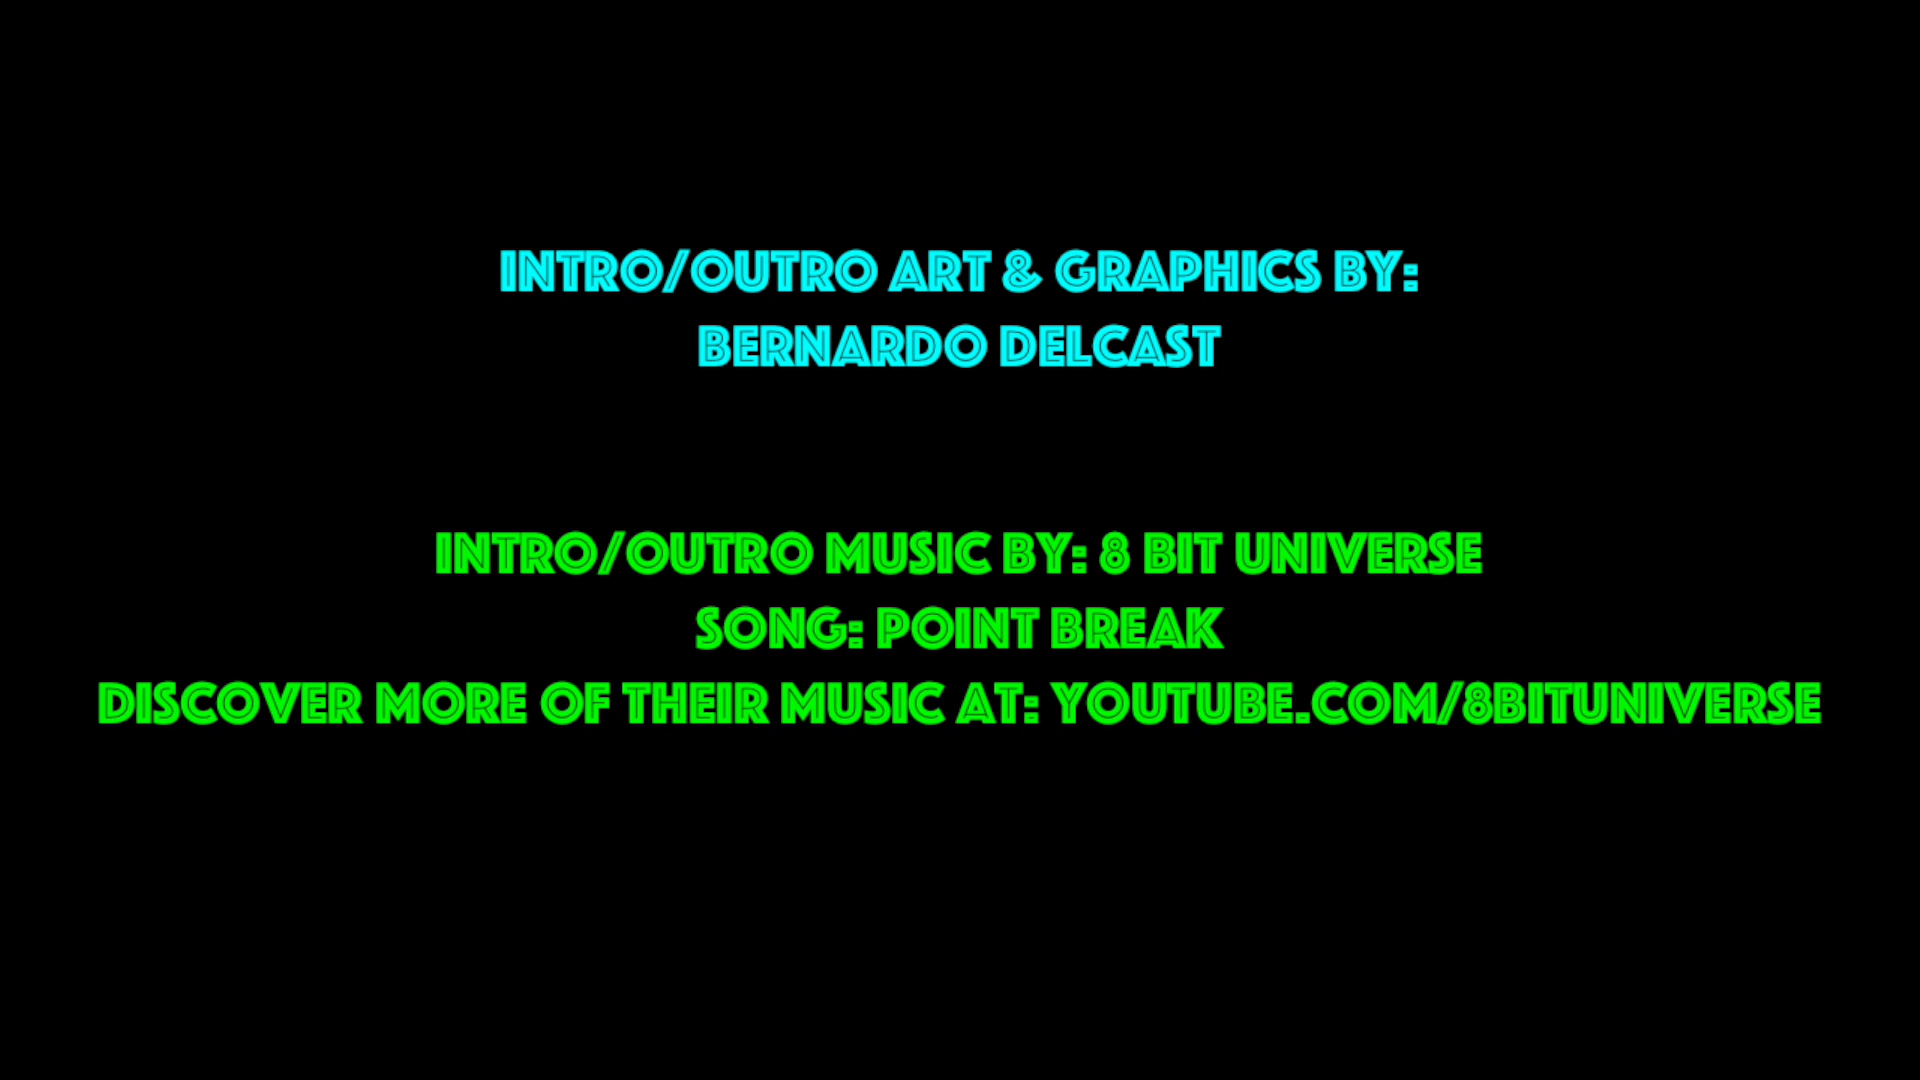 INTRO/OUTRO ART & GRAPHICS BY:
BERNARDO DELCAST
INTRO/OUTRO MUSIC BY: 8 BIT UNIVERSE
SONG: POINT BREAK
DISCOVER MORE OF THEIR MUSIC AT: YOUTUBE.COM/8BITUNIVERSE